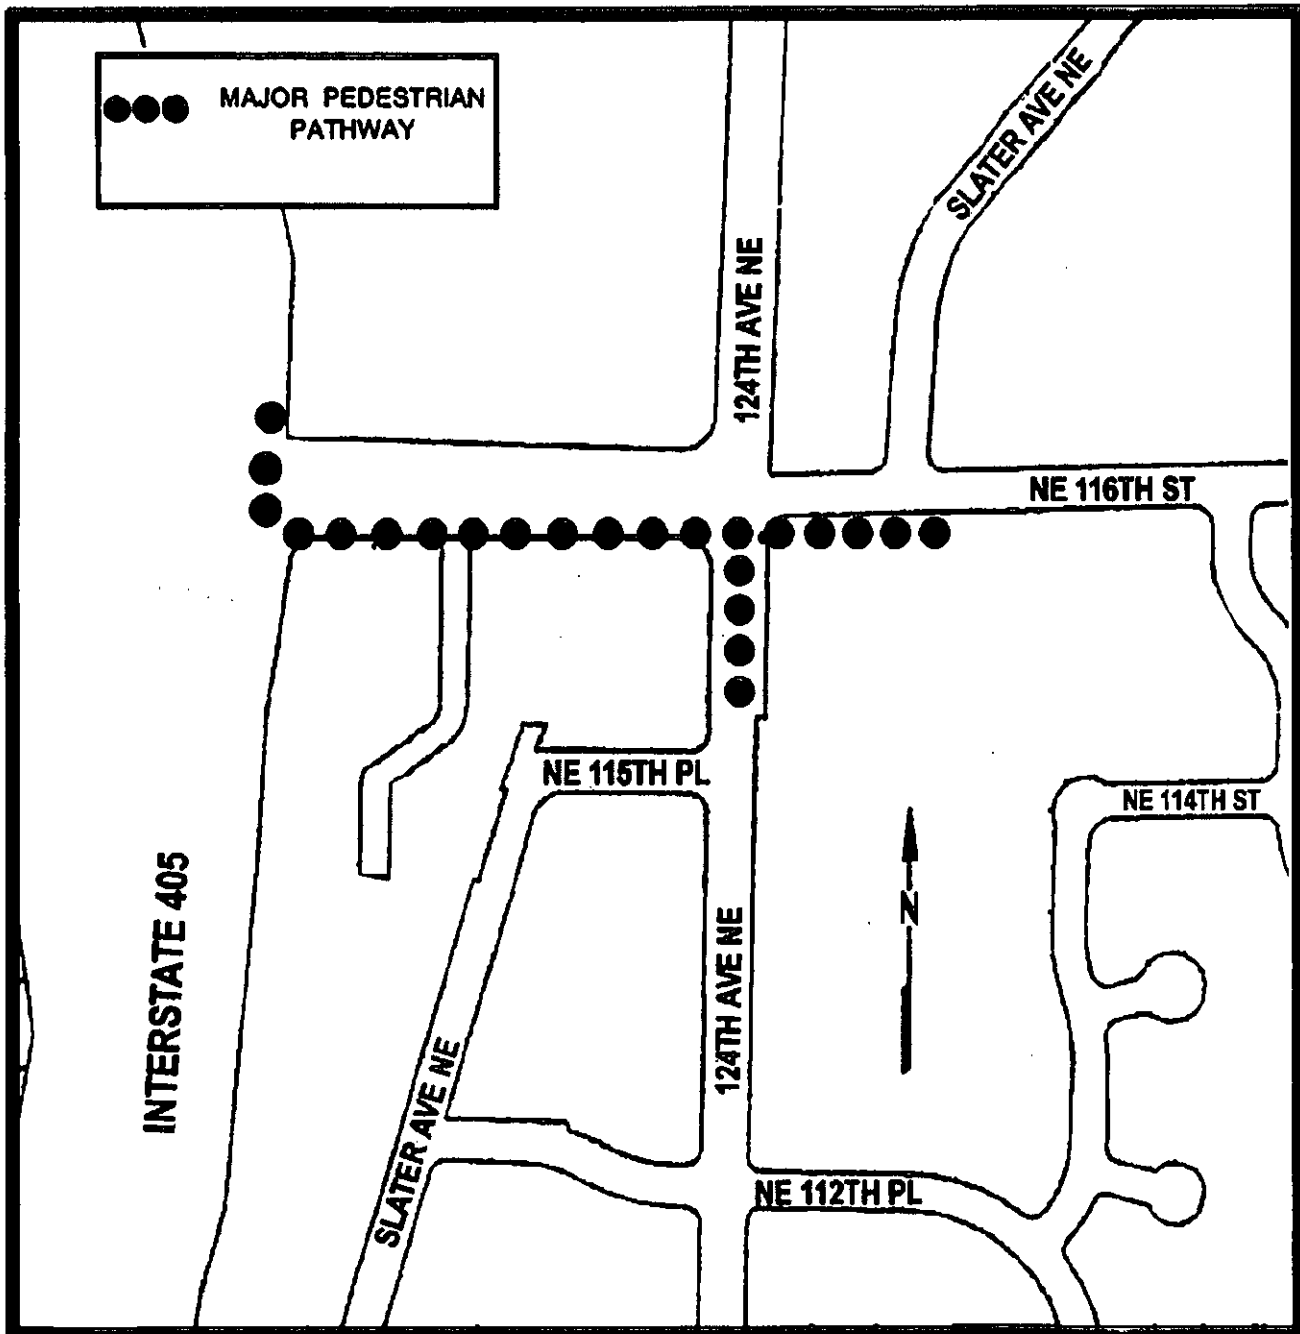 MAJOR PEDESTRIAN
PATHWAY
SLATER AVE NE
124TH AVE NE
NE 116TH ST
NE 115TH PL
NE 114TH ST
N
INTERSTATE 405
124TH AVE NE
SLATER AVE NE
NE 112TH PL